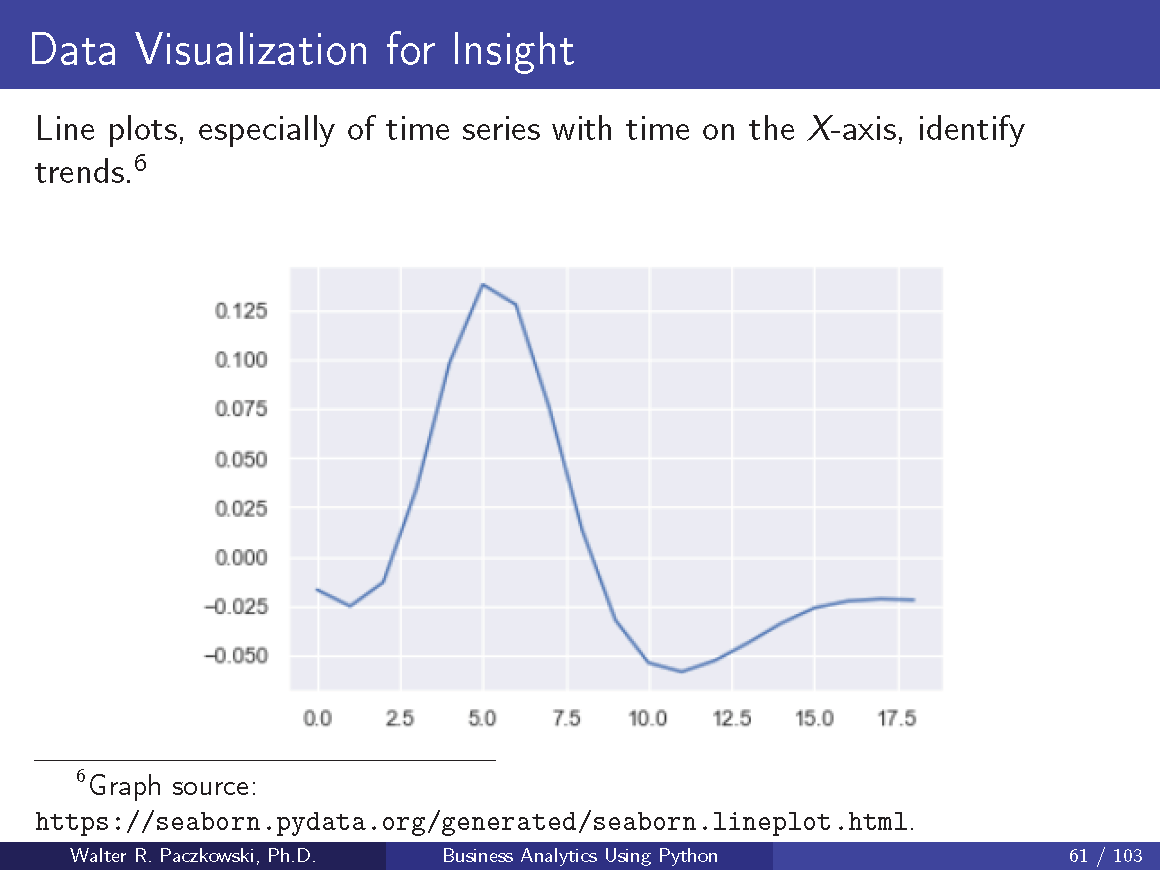 Data Visualization for Insight
Line plots, especially of time series with time on the X-axis, identify
trends.6
0.125
0.100
0.075
0.050
0.025
0.000
−0.025
−0.050
0.0 2.5 5.0 7.5 10.0 12.5 15.0 17.5
6Graph source:
https://seaborn.pydata.org/generated/seaborn.lineplot.html.
Walter R. Paczkowski, Ph.D. Business Analytics Using Python 61 / 103